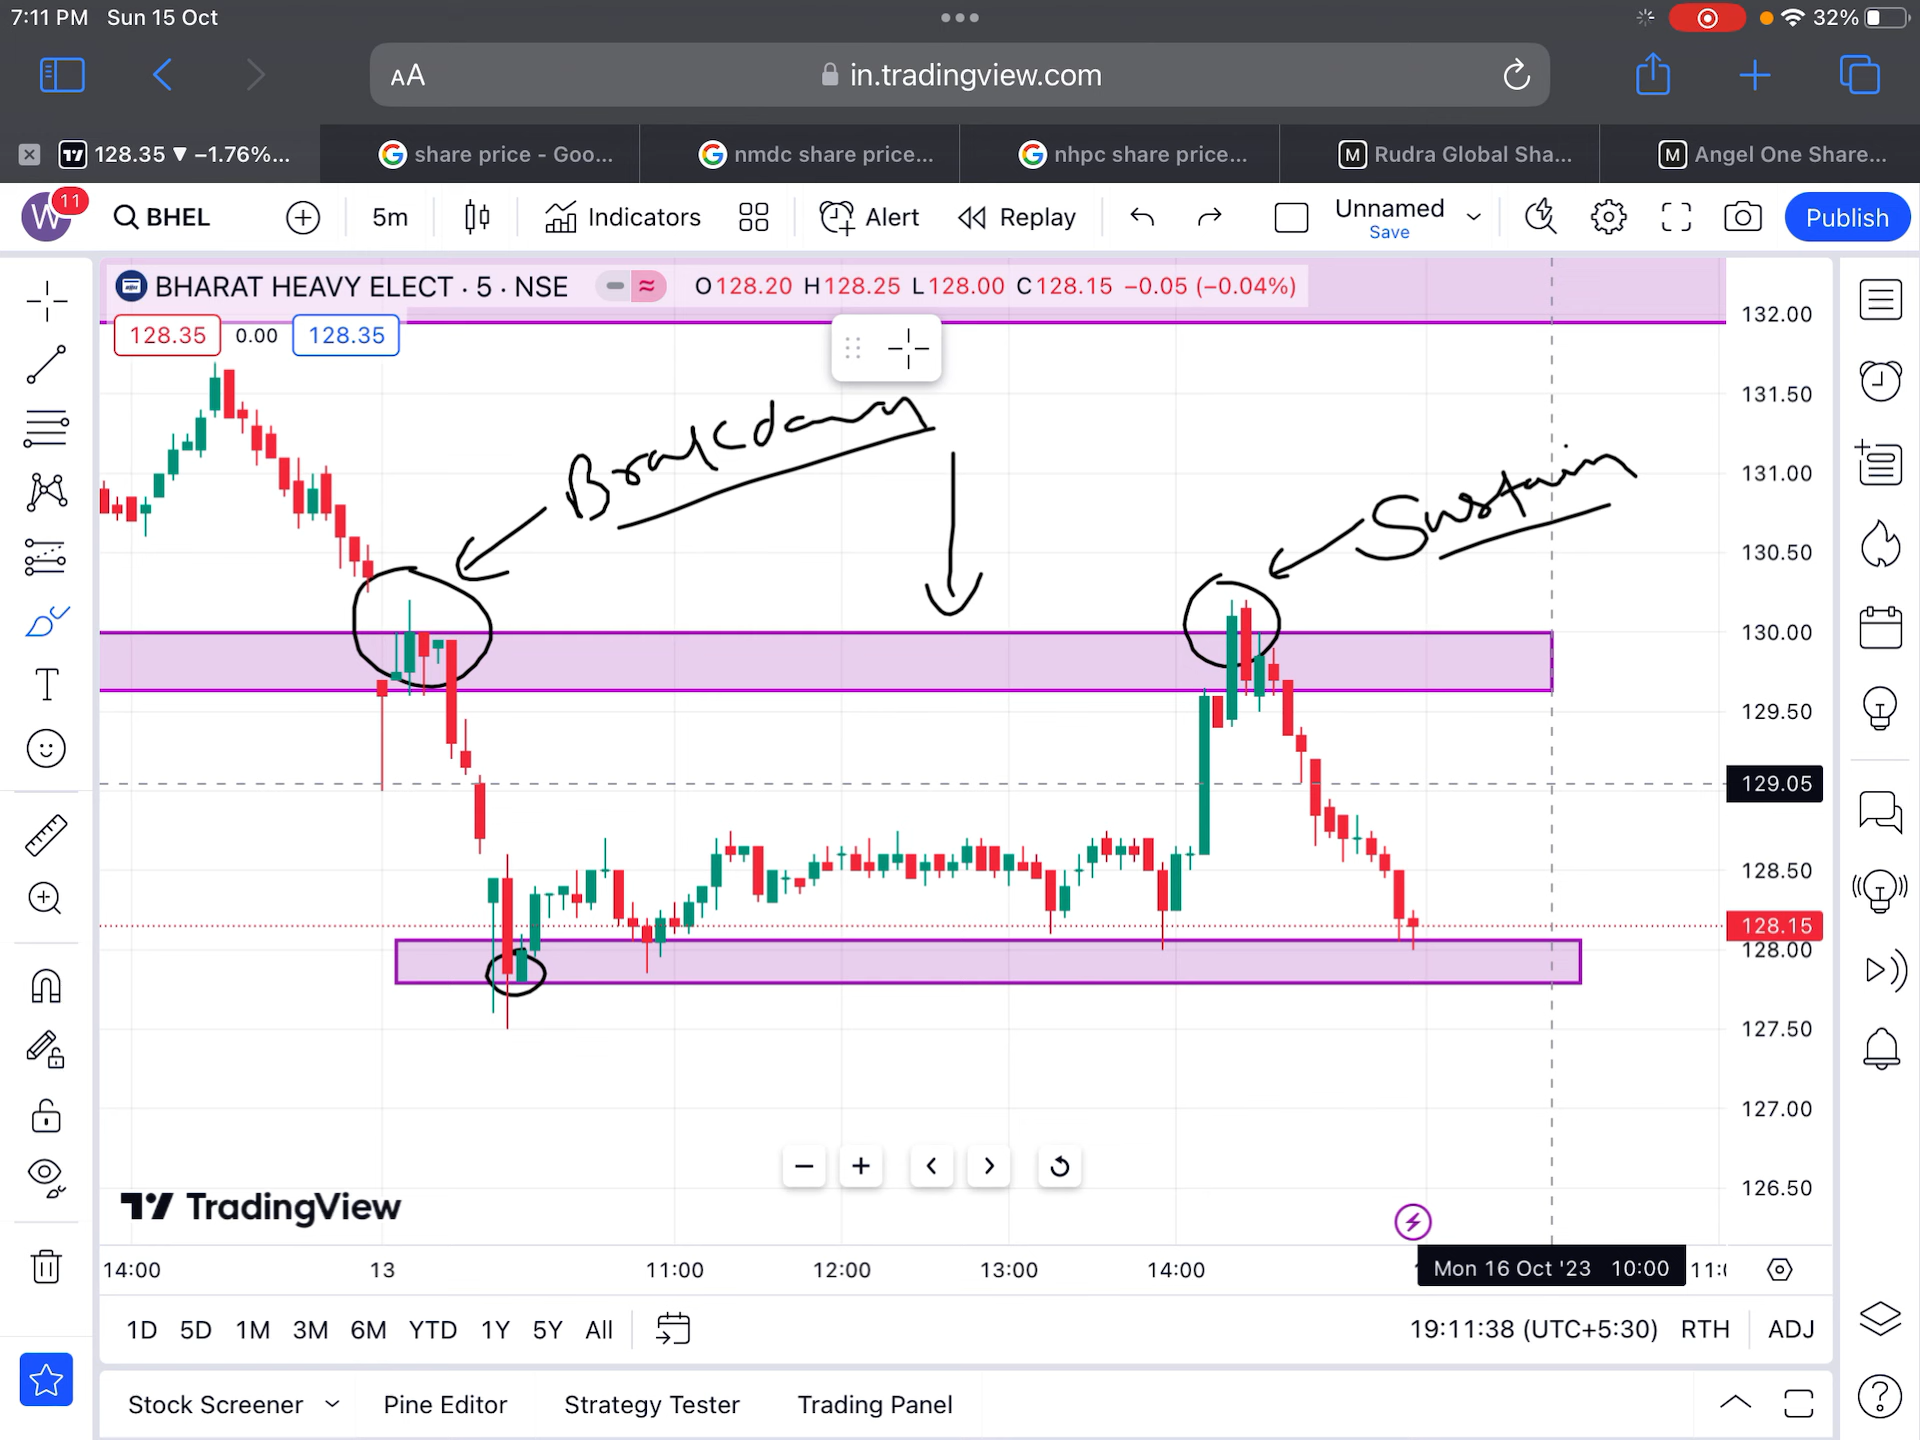 7:11 PM Sun 15 Oct
32%
AA in.tradingview.com
128.35 ▼ −1.76%...
share price - Goo...
nmdc share price...
nhpc share price...
M Rudra Global Sha...
M Angel One Share...
W 11 BHEL 5m Indicators Alert Replay Unnamed Save Publish
BHARAT HEAVY ELECT · 5 · NSE O128.20 H128.25 L128.00 C128.15 −0.05 (−0.04%)
128.35 0.00 128.35
132.00
131.50
131.00
130.50
130.00
129.50
129.05
128.50
128.15
128.00
127.50
127.00
126.50
Brakdown
Sustain
TradingView
14:00 13 11:00 12:00 13:00 14:00 Mon 16 Oct '23 10:00 11:0
1D 5D 1M 3M 6M YTD 1Y 5Y All 19:11:38 (UTC+5:30) RTH ADJ
Stock Screener Pine Editor Strategy Tester Trading Panel